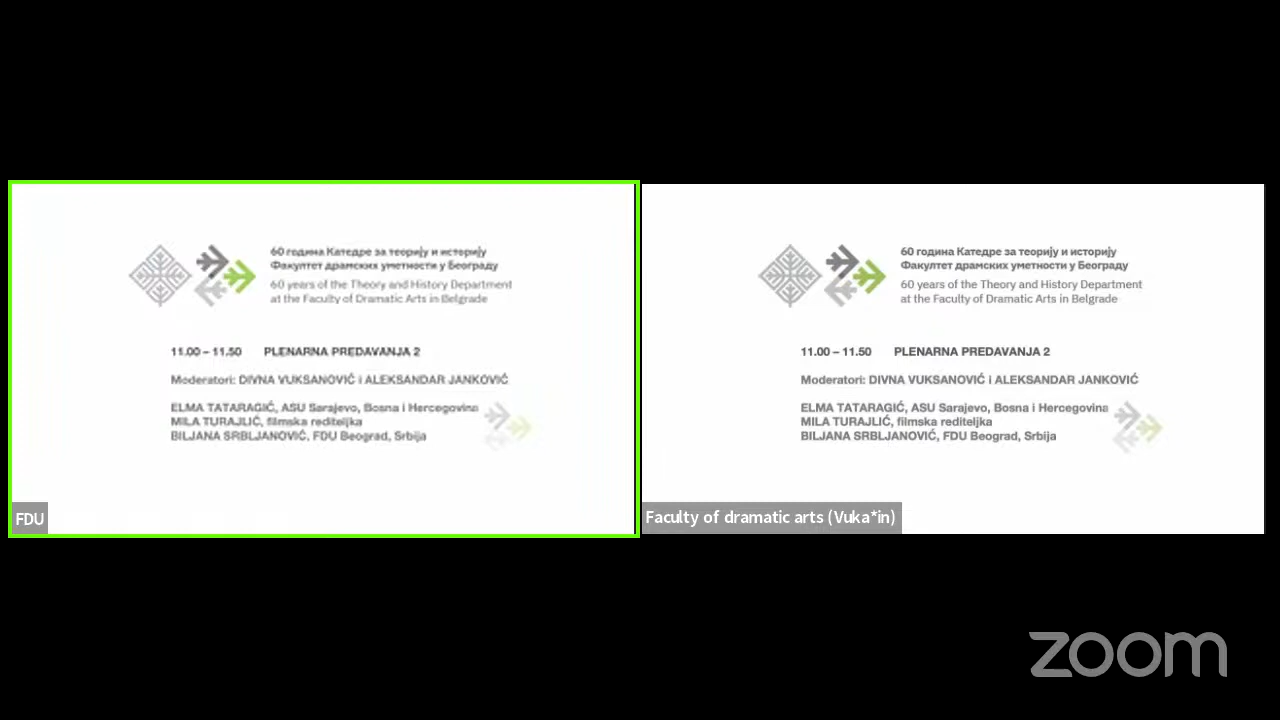 60 година Катедре за теорију и историју
Факултет драмских уметности у Београду
60 years of the Theory and History Department
at the Faculty of Dramatic Arts in Belgrade
11.00 – 11.50 PLENARNA PREDAVANJA 2
Moderatori: DIVNA VUKSANOVIĆ i ALEKSANDAR JANKOVIĆ
ELMA TATARAGIĆ, ASU Sarajevo, Bosna i Hercegovina
MILA TURAJLIĆ, filmska rediteljka
BILJANA SRBLJANOVIĆ, FDU Beograd, Srbija
FDU
60 година Катедре за теорију и историју
Факултет драмских уметности у Београду
60 years of the Theory and History Department
at the Faculty of Dramatic Arts in Belgrade
11.00 – 11.50 PLENARNA PREDAVANJA 2
Moderatori: DIVNA VUKSANOVIĆ i ALEKSANDAR JANKOVIĆ
ELMA TATARAGIĆ, ASU Sarajevo, Bosna i Hercegovina
MILA TURAJLIĆ, filmska rediteljka
BILJANA SRBLJANOVIĆ, FDU Beograd, Srbija
Faculty of dramatic arts (Vuka*in)
zoom